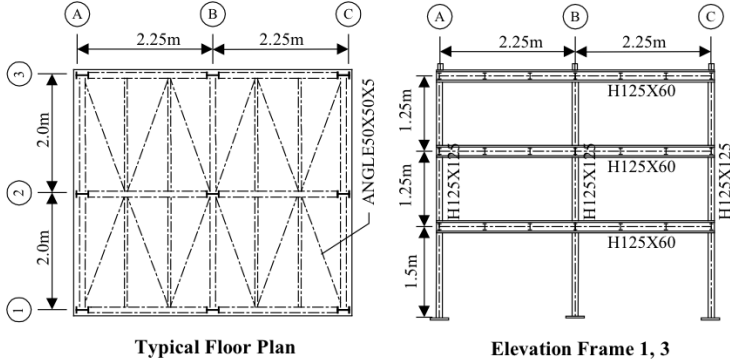 A
B
C
2.25m
2.25m
3
2.0m
2
2.0m
1
ANGLE50X50X5
Typical Floor Plan
A
B
C
2.25m
2.25m
H125X60
1.25m
H125X125
H125X125
H125X125
H125X60
1.25m
H125X60
1.5m
Elevation Frame 1, 3